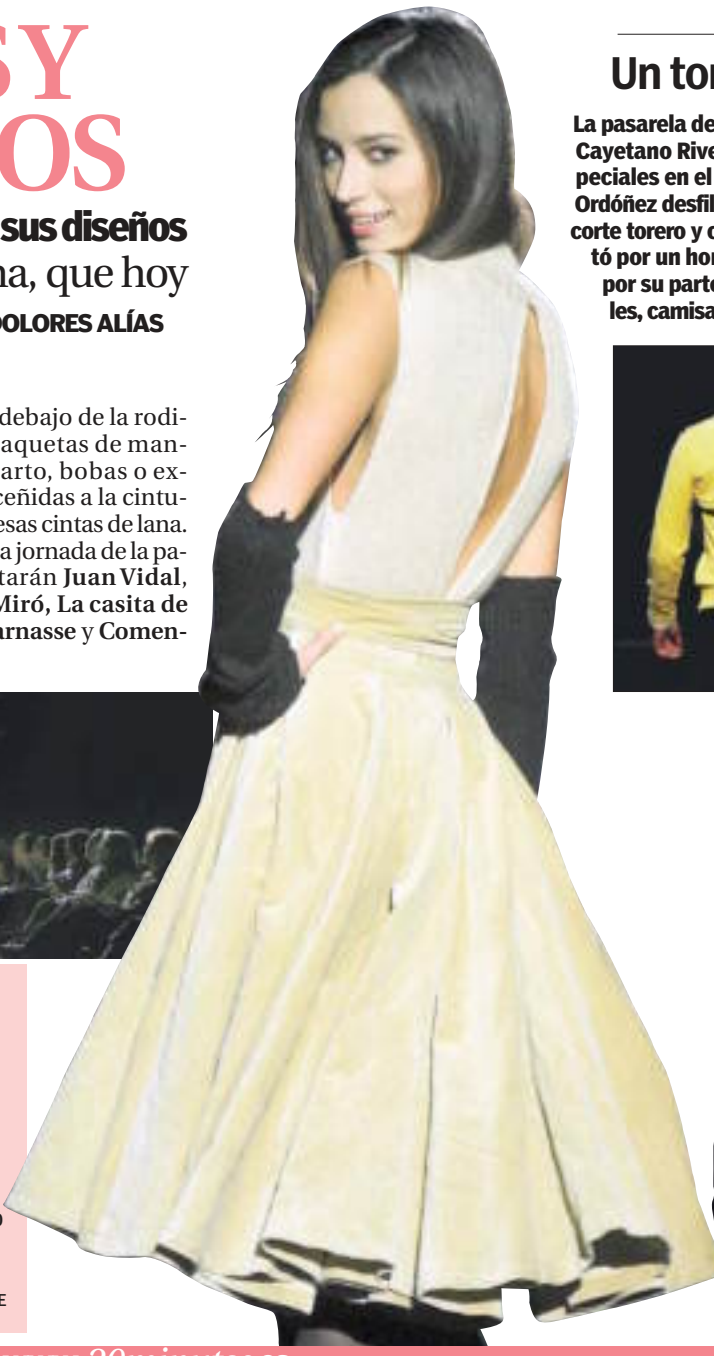 S Y
OS
sus diseños
na, que hoy
DOLORES ALÍAS
debajo de la rodi-
aquetas de man-
arto, bobas o ex-
ceñidas a la cintu-
esas cintas de lana.
a jornada de la pa-
tarán Juan Vidal,
Miró, La casita de
arnasse y Comen-
Un tor
La pasarela de
Cayetano Rive
peciales en el
Ordóñez desfil
corte torero y c
tó por un hor
por su parte
les, camisa
E
20minutos